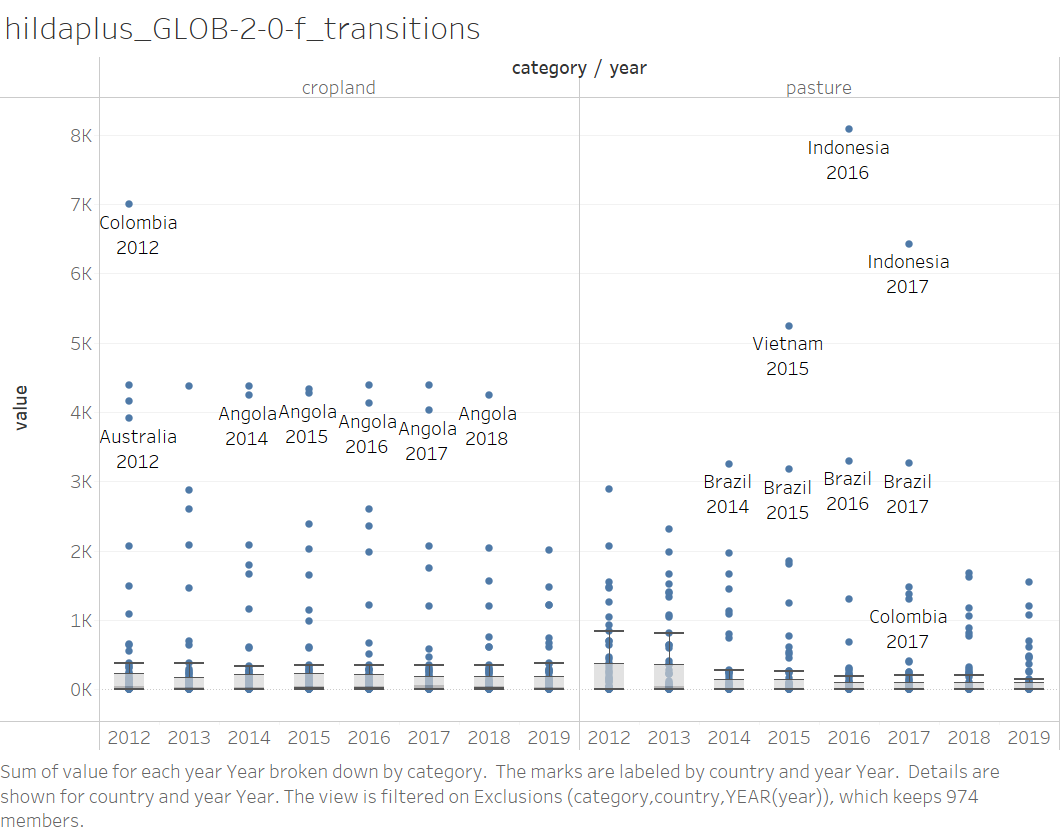 hildaplus_GLOB-2-0-f_transitions
category / year
cropland
pasture
value
8K
7K
6K
5K
4K
3K
2K
1K
0K
Colombia
2012
Australia
2012
Angola
2014
Angola
2015
Angola
2016
Angola
2017
Angola
2018
Indonesia
2016
Indonesia
2017
Vietnam
2015
Brazil
2014
Brazil
2015
Brazil
2016
Brazil
2017
Colombia
2017
2012 2013 2014 2015 2016 2017 2018 2019 2012 2013 2014 2015 2016 2017 2018 2019
Sum of value for each year Year broken down by category.  The marks are labeled by country and year Year.  Details are
shown for country and year Year. The view is filtered on Exclusions (category,country,YEAR(year)), which keeps 974
members.